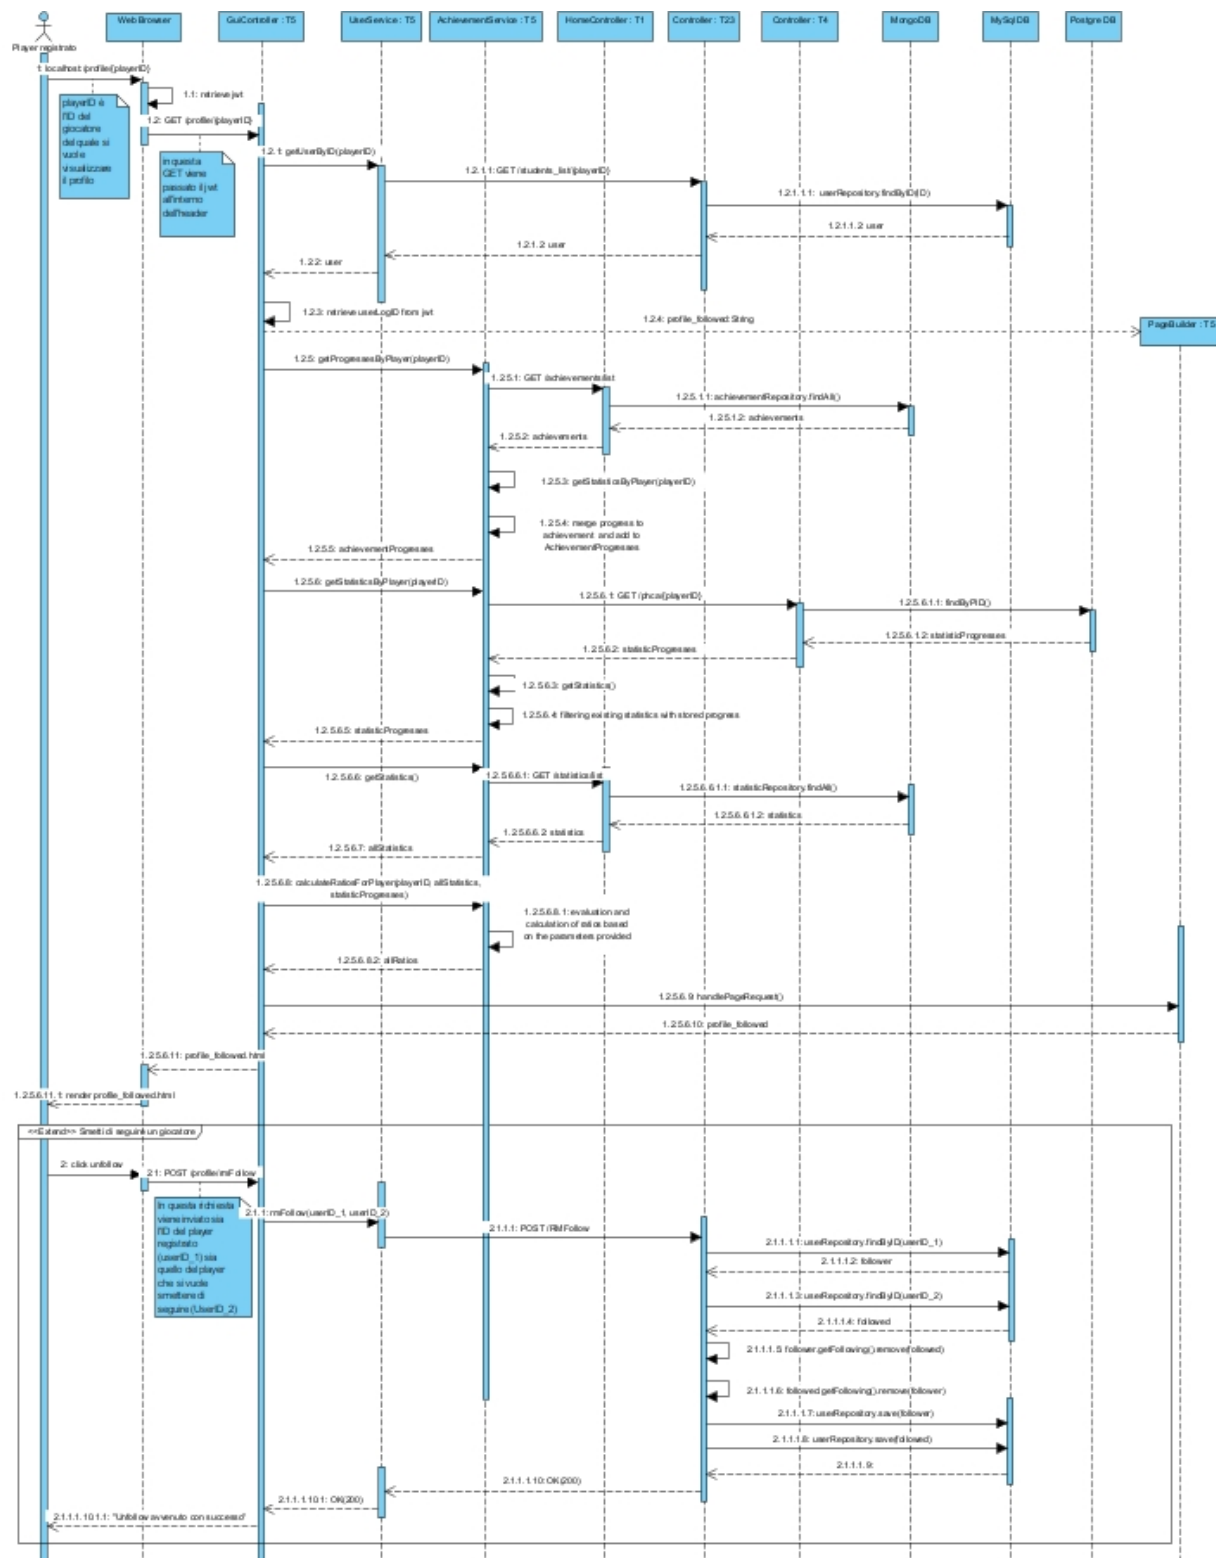 Player registrato
Web Browser
GuiController : T5
UserService : T5
AchievementService : T5
HomeController : T1
Controller : T23
Controller : T4
MongoDB
MySqlDB
Postgre DB
1: localhost/profile/{playerID}
1.1: retrieve jwt
playerID è
l'ID del
giocatore
del quale si
vuole
visualizzare
il profilo
1.2: GET /profile/{playerID}
in questa
GET viene
passato il jwt
all'interno
dell'header
1.2.1: getUserByID(playerID)
1.2.1.1: GET /students_list/{playerID}
1.2.1.1.1: userRepository.findByID(ID)
1.2.1.1.2: user
1.2.1.2: user
1.2.2: user
1.2.3: retrieve userLogID from jwt
1.2.4: profile_followed:String
PageBuilder : T5
1.2.5: getProgressesByPlayer(playerID)
1.2.5.1: GET /achievements/list
1.2.5.1.1: achievementRepository.findAll()
1.2.5.1.2: achievements
1.2.5.2: achievements
1.2.5.3: getStatisticsByPlayer(playerID)
1.2.5.4: merge progress to
achievement and add to
AchievementProgresses
1.2.5.5: achievementProgresses
1.2.5.6: getStatisticsByPlayer(playerID)
1.2.5.6.1: GET /phca/{playerID}
1.2.5.6.1.1: findByPID()
1.2.5.6.1.2: statisticProgresses
1.2.5.6.2: statisticProgresses
1.2.5.6.3: getStatistics()
1.2.5.6.4: filtering existing statistics with stored progress
1.2.5.6.5: statisticProgresses
1.2.5.6.6: getStatistics()
1.2.5.6.6.1: GET /statistics/list
1.2.5.6.6.1.1: statisticRepository.findAll()
1.2.5.6.6.1.2: statistics
1.2.5.6.6.2: statistics
1.2.5.6.7: allStatistics
1.2.5.6.8: calculateRatiosForPlayer(playerID, allStatistics,
statisticProgresses)
1.2.5.6.8.1: evaluation and
calculation of ratios based
on the parameters provided
1.2.5.6.8.2: allRatios
1.2.5.6.9: handlePageRequest()
1.2.5.6.10: profile_followed
1.2.5.6.11: profile_followed.html
1.2.5.6.11.1: render profile_followed.html
<<Extend>> Smetti di seguire un giocatore
2: click unfollow
2.1: POST /profile/rmFollow
In questa richiesta
viene inviato sia
l'ID del player
registrato
(userID_1) sia
quello del player
che si vuole
smettere di
seguire (UserID_2)
2.1.1: rmFollow(userID_1, userID_2)
2.1.1.1: POST /RMFollow
2.1.1.1.1: userRepository.findByID(userID_1)
2.1.1.1.2: follower
2.1.1.1.3: userRepository.findByID(userID_2)
2.1.1.1.4: followed
2.1.1.1.5: follower.getFollowing().remove(followed)
2.1.1.1.6: followed.getFollowing().remove(follower)
2.1.1.1.7: userRepository.save(follower)
2.1.1.1.8: userRepository.save(followed)
2.1.1.1.9:
2.1.1.1.10: OK(200)
2.1.1.1.10.1: OK(200)
2.1.1.1.10.1.1: "Unfollow avvenuto con successo"